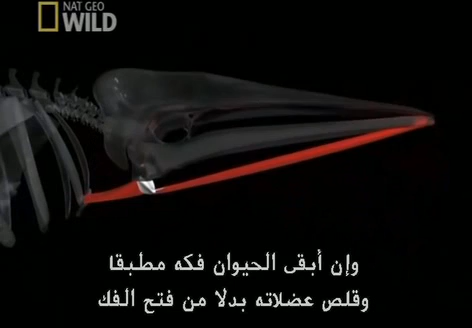 NAT GEO
WILD
وإن أبقى الحيوان فكه مطبقا
وقلص عضلاته بدلا من فتح الفك